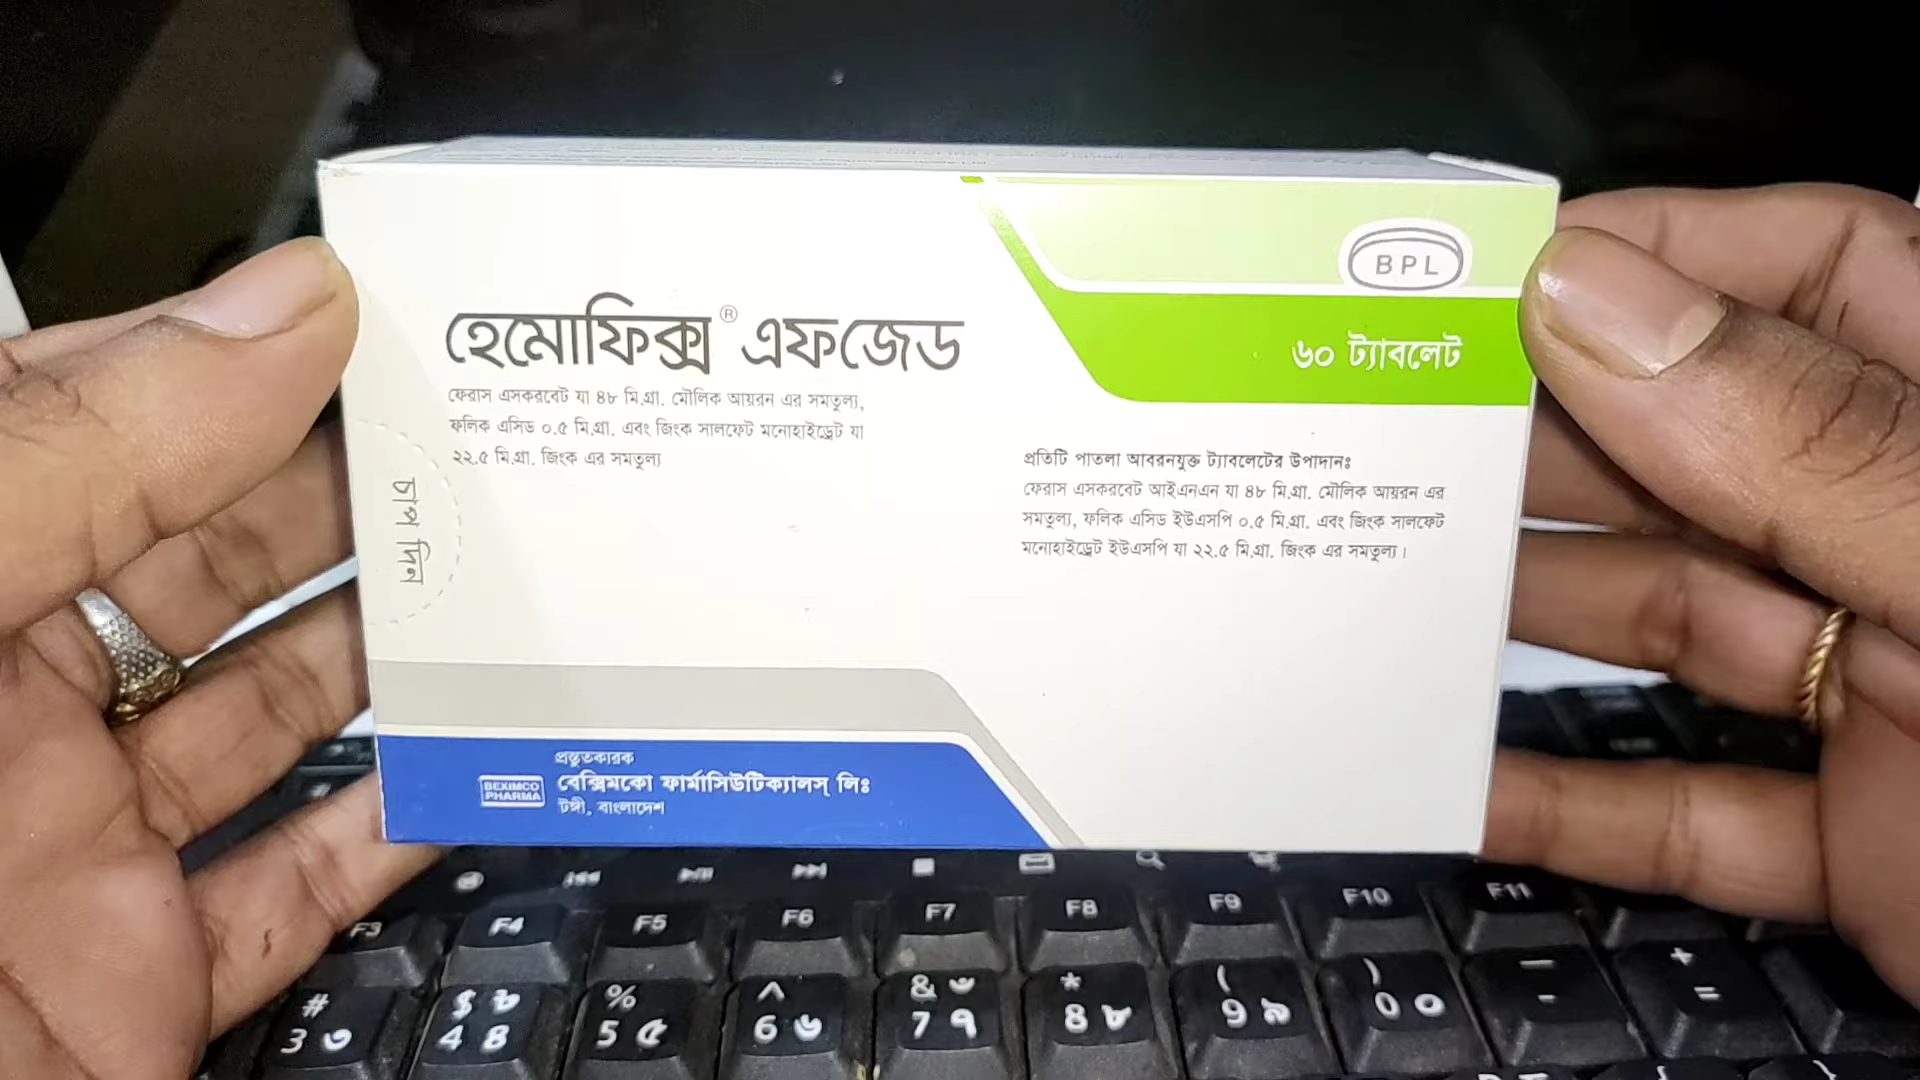 হেমোফিক্স® এফজেড
ফেরাস এসকরবেট যা ৪৮ মি.গ্রা. মৌলিক আয়রন এর সমতুল্য,
ফলিক এসিড ০.৫ মি.গ্রা. এবং জিংক সালফেট মনোহাইড্রেট যা
২২.৫ মি.গ্রা. জিংক এর সমতুল্য
চাপ দিন
BPL
৬০ ট্যাবলেট
প্রতিটি পাতলা আবরনযুক্ত ট্যাবলেটের উপাদানঃ
ফেরাস এসকরবেট আইএনএন যা ৪৮ মি.গ্রা. মৌলিক আয়রন এর
সমতুল্য, ফলিক এসিড ইউএসপি ০.৫ মি.গ্রা. এবং জিংক সালফেট
মনোহাইড্রেট ইউএসপি যা ২২.৫ মি.গ্রা. জিংক এর সমতুল্য।
প্রস্তুতকারক
BEXIMCO
PHARMA
বেক্সিমকো ফার্মাসিউটিক্যালস্ লিঃ
টঙ্গী, বাংলাদেশ
F3 F4 F5 F6 F7 F8 F9 F10 F11
# $ ৳ % ^ & * ( ) — +
3 ৩ 4 ৪ 5 ৫ 6 ৬ 7 ৭ 8 ৮ 9 ৯ 0 ০ - =